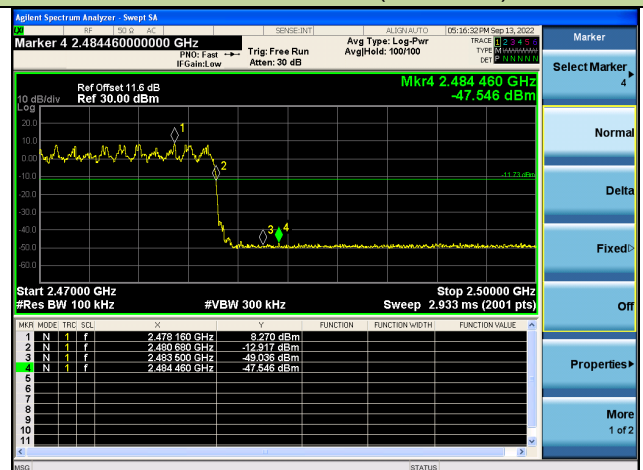 Agilent Spectrum Analyzer - Swept SA
RF 50 Ω AC SENSE:INT ALIGN AUTO 05:16:32 PM Sep 13, 2022
Marker 4 2.484460000000 GHz
PNO: Fast
IFGain:Low
Trig: Free Run
Atten: 30 dB
Avg Type: Log-Pwr
Avg|Hold: 100/100
TRACE 1 2 3 4 5 6
TYPE
DET P N N N N N
Marker
Select Marker
4
Normal
Delta
Fixed
Off
Properties
More
1 of 2
Ref Offset 11.6 dB
Ref 30.00 dBm
10 dB/div
Log
Mkr4 2.484 460 GHz
-47.546 dBm
20.0
10.0
0.00
-10.0
-20.0
-30.0
-40.0
-50.0
-60.0
1
2
3
4
-11.73 dBm
Start 2.47000 GHz
Stop 2.50000 GHz
#Res BW 100 kHz
#VBW 300 kHz
Sweep 2.933 ms (2001 pts)
MKR MODE TRC SCL X Y FUNCTION FUNCTION WIDTH FUNCTION VALUE
1 N 1 f 2.478 160 GHz 8.270 dBm
2 N 1 f 2.480 680 GHz -12.917 dBm
3 N 1 f 2.483 500 GHz -49.036 dBm
4 N 1 f 2.484 460 GHz -47.546 dBm
5
6
7
8
9
10
11
MSG STATUS